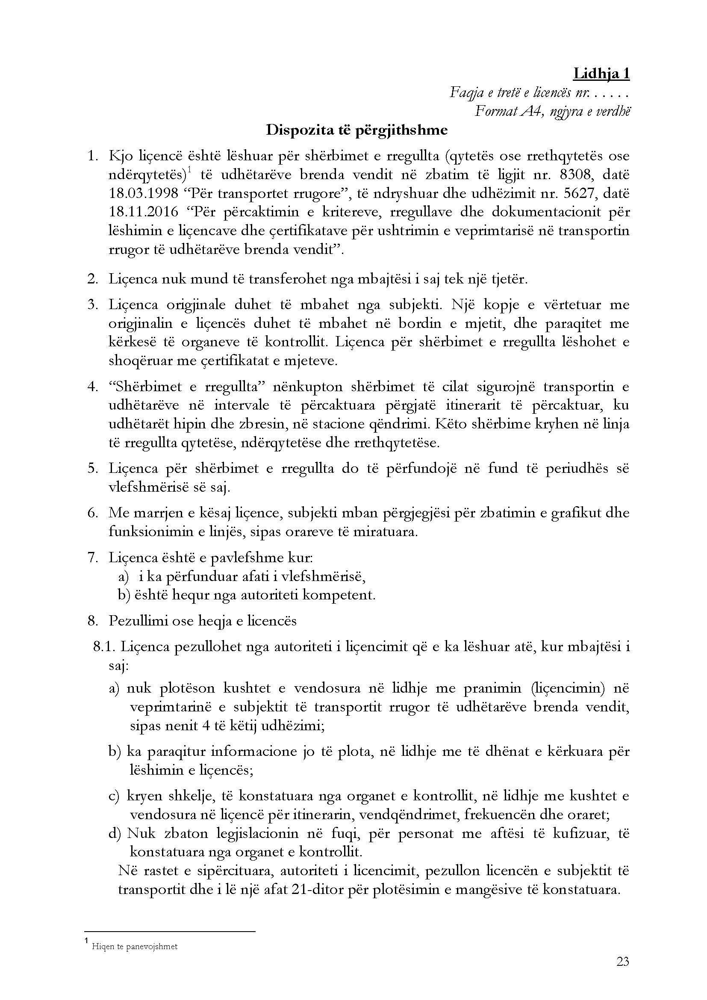 Lidhja 1
Faqja e tretë e licencës nr. . . . . .
Format A4, ngjyra e verdhë
Dispozita të përgjithshme
1. Kjo liçencë është lëshuar për shërbimet e rregullta (qytetës ose rrethqytetës ose
ndërqytetës)1 të udhëtarëve brenda vendit në zbatim të ligjit nr. 8308, datë
18.03.1998 “Për transportet rrugore”, të ndryshuar dhe udhëzimit nr. 5627, datë
18.11.2016 “Për përcaktimin e kritereve, rregullave dhe dokumentacionit për
lëshimin e liçencave dhe çertifikatave për ushtrimin e veprimtarisë në transportin
rrugor të udhëtarëve brenda vendit”.
2. Liçenca nuk mund të transferohet nga mbajtësi i saj tek një tjetër.
3. Liçenca origjinale duhet të mbahet nga subjekti. Një kopje e vërtetuar me
origjinalin e liçencës duhet të mbahet në bordin e mjetit, dhe paraqitet me
kërkesë të organeve të kontrollit. Liçenca për shërbimet e rregullta lëshohet e
shoqëruar me çertifikatat e mjeteve.
4. “Shërbimet e rregullta” nënkupton shërbimet të cilat sigurojnë transportin e
udhëtarëve në intervale të përcaktuara përgjatë itinerarit të përcaktuar, ku
udhëtarët hipin dhe zbresin, në stacione qëndrimi. Këto shërbime kryhen në linja
të rregullta qytetëse, ndërqytetëse dhe rrethqytetëse.
5. Liçenca për shërbimet e rregullta do të përfundojë në fund të periudhës së
vlefshmërisë së saj.
6. Me marrjen e kësaj liçence, subjekti mban përgjegjësi për zbatimin e grafikut dhe
funksionimin e linjës, sipas orareve të miratuara.
7. Liçenca është e pavlefshme kur:
a) i ka përfunduar afati i vlefshmërisë,
b) është hequr nga autoriteti kompetent.
8. Pezullimi ose heqja e licencës
8.1. Liçenca pezullohet nga autoriteti i liçencimit që e ka lëshuar atë, kur mbajtësi i
saj:
a) nuk plotëson kushtet e vendosura në lidhje me pranimin (liçencimin) në
veprimtarinë e subjektit të transportit rrugor të udhëtarëve brenda vendit,
sipas nenit 4 të këtij udhëzimi;
b) ka paraqitur informacione jo të plota, në lidhje me të dhënat e kërkuara për
lëshimin e liçencës;
c) kryen shkelje, të konstatuara nga organet e kontrollit, në lidhje me kushtet e
vendosura në liçencë për itinerarin, vendqëndrimet, frekuencën dhe oraret;
d) Nuk zbaton legjislacionin në fuqi, për personat me aftësi të kufizuar, të
konstatuara nga organet e kontrollit.
Në rastet e sipërcituara, autoriteti i licencimit, pezullon licencën e subjektit të
transportit dhe i lë një afat 21-ditor për plotësimin e mangësive të konstatuara.
1 Hiqen te panevojshmet
23